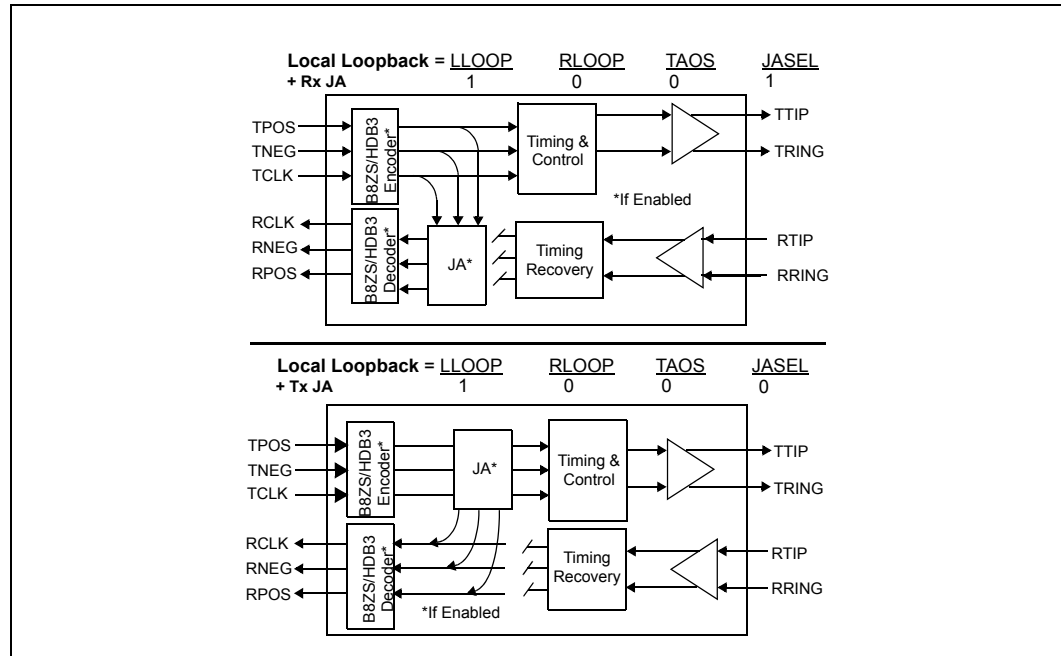 Local Loopback = LLOOP RLOOP TAOS JASEL
+ Rx JA 1 0 0 1
TPOS
TNEG
TCLK
B8ZS/HDB3
Encoder*
Timing &
Control
TTIP
TRING
*If Enabled
RCLK
RNEG
RPOS
B8ZS/HDB3
Decoder*
JA*
Timing
Recovery
RTIP
RRING
Local Loopback = LLOOP RLOOP TAOS JASEL
+ Tx JA 1 0 0 0
TPOS
TNEG
TCLK
B8ZS/HDB3
Encoder*
JA*
Timing &
Control
TTIP
TRING
RCLK
RNEG
RPOS
B8ZS/HDB3
Decoder*
Timing
Recovery
RTIP
RRING
*If Enabled